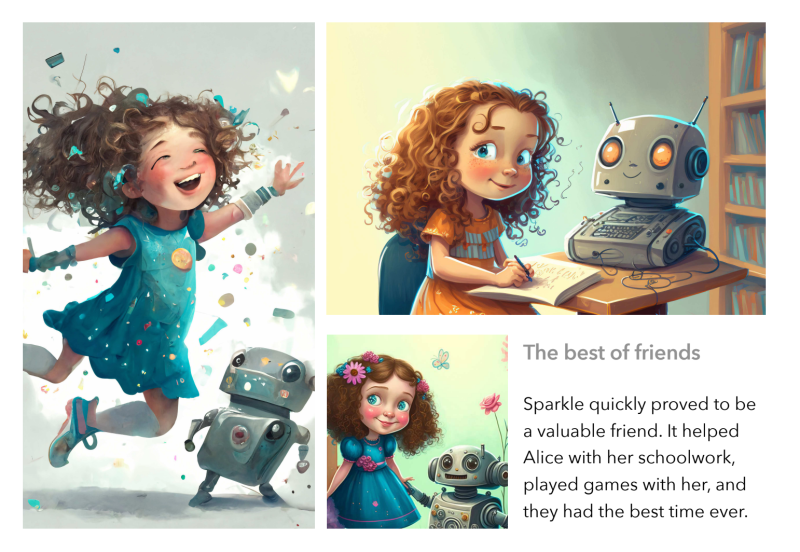 The best of friends
Sparkle quickly proved to be
a valuable friend. It helped
Alice with her schoolwork,
played games with her, and
they had the best time ever.